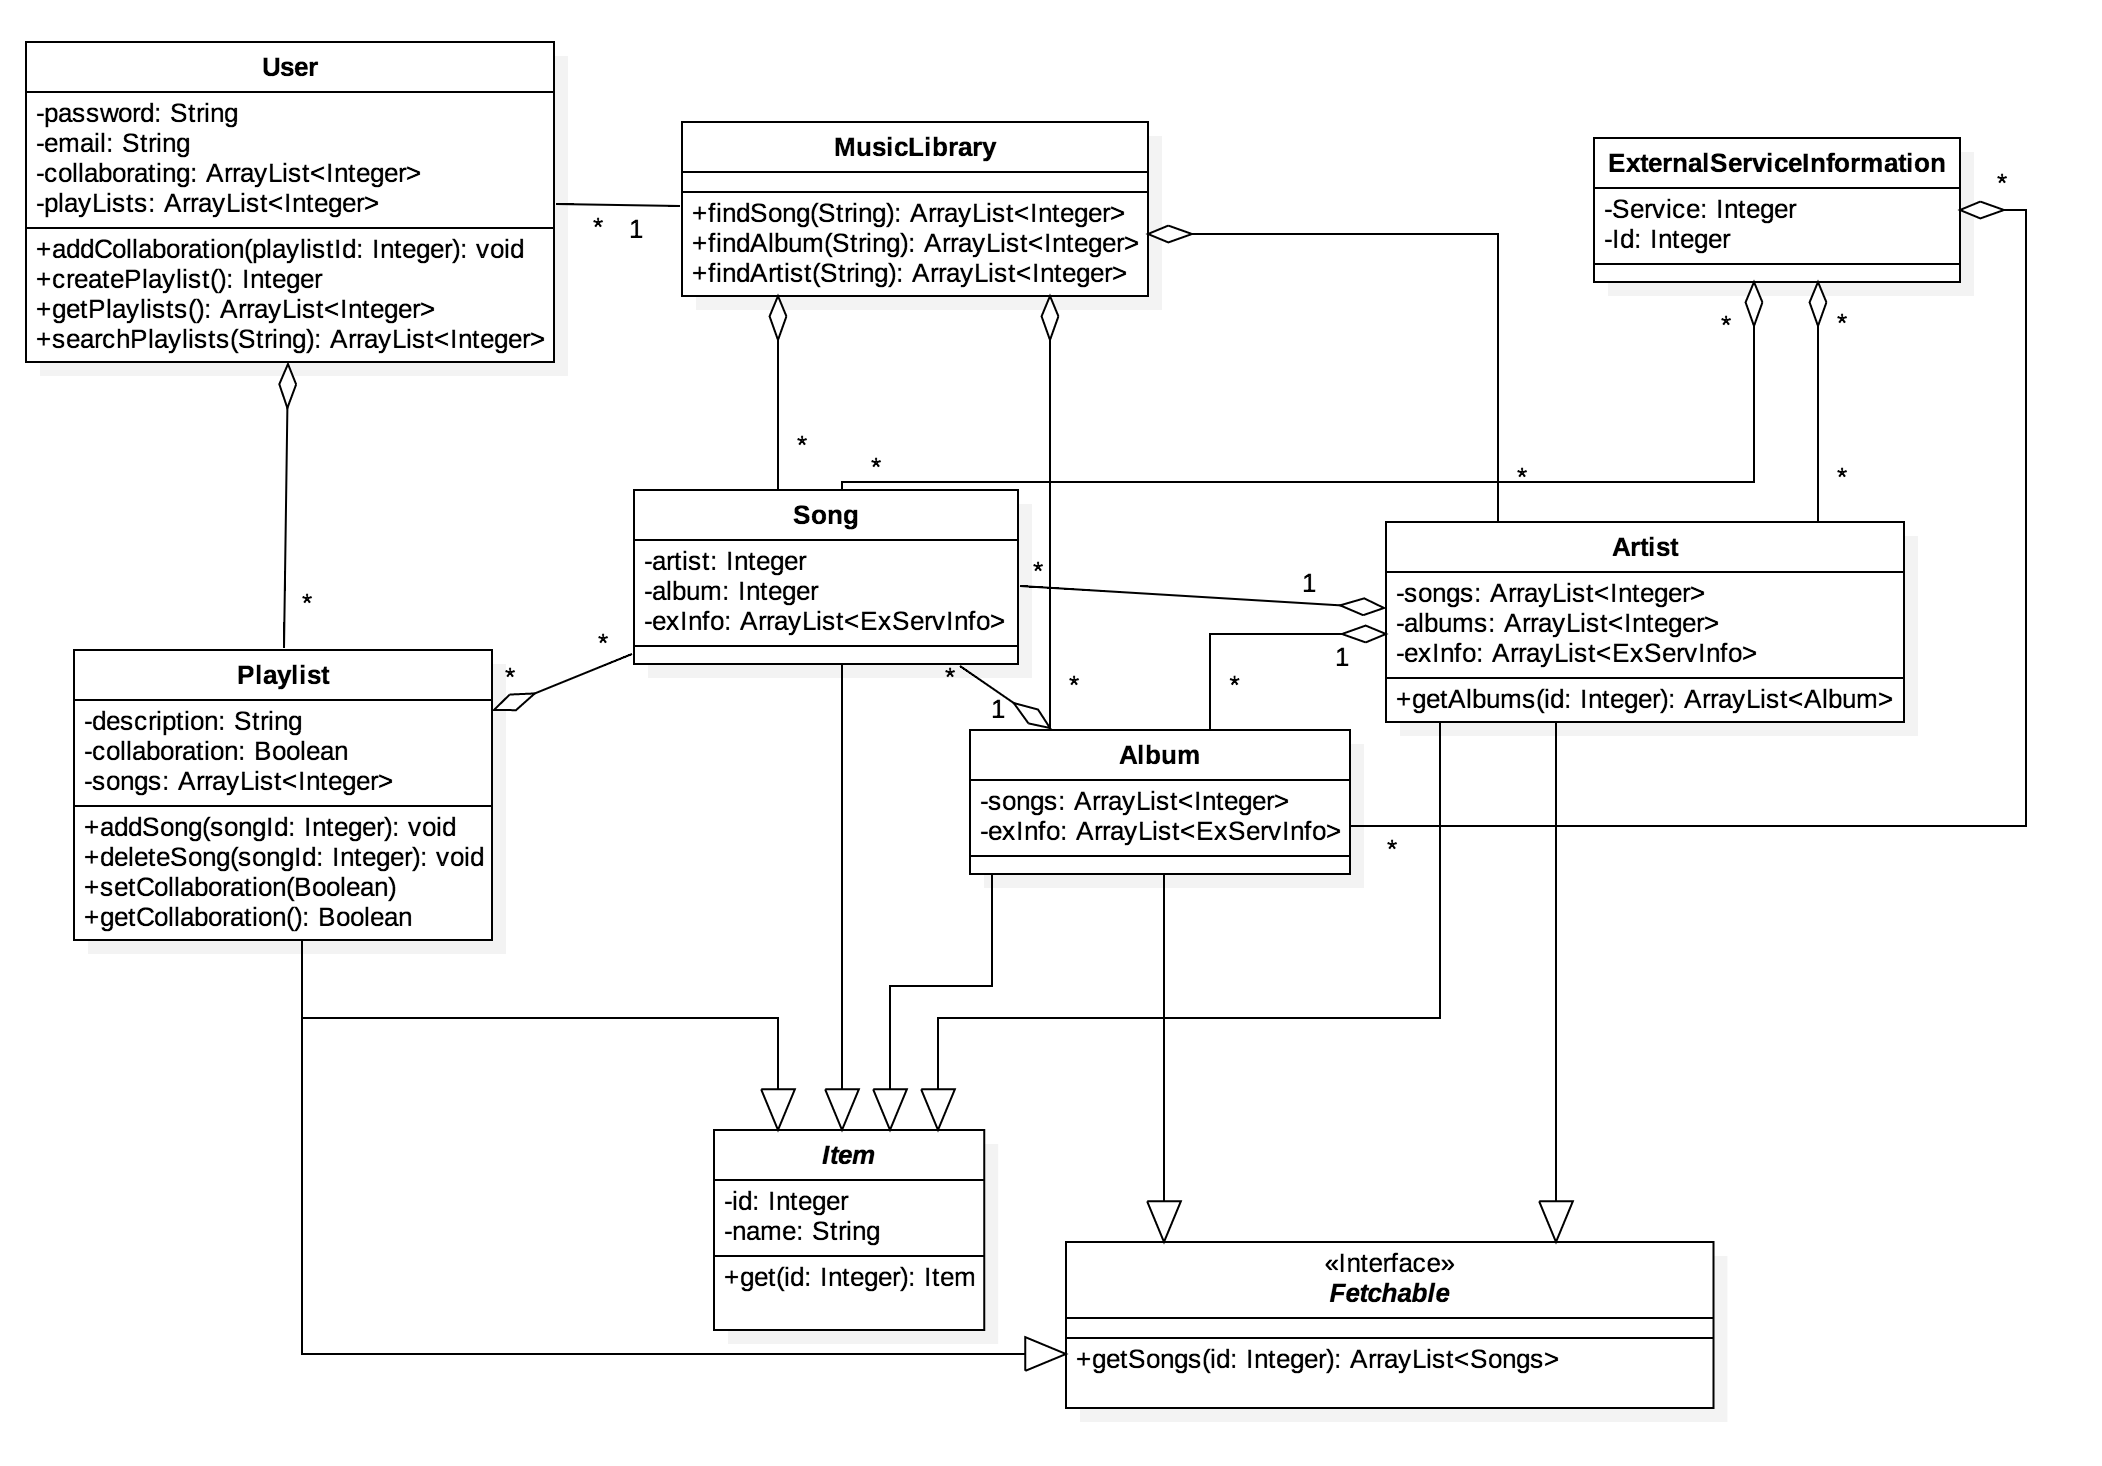 User
-password: String
-email: String
-collaborating: ArrayList<Integer>
-playLists: ArrayList<Integer>
+addCollaboration(playlistId: Integer): void
+createPlaylist(): Integer
+getPlaylists(): ArrayList<Integer>
+searchPlaylists(String): ArrayList<Integer>
* 1
MusicLibrary
+findSong(String): ArrayList<Integer>
+findAlbum(String): ArrayList<Integer>
+findArtist(String): ArrayList<Integer>
ExternalServiceInformation
-Service: Integer
-Id: Integer
*
*
*
*
*
*
*
*
Song
-artist: Integer
-album: Integer
-exInfo: ArrayList<ExServInfo>
*
1
Artist
-songs: ArrayList<Integer>
-albums: ArrayList<Integer>
-exInfo: ArrayList<ExServInfo>
+getAlbums(id: Integer): ArrayList<Album>
*
*
*
1
*
*
1
Playlist
-description: String
-collaboration: Boolean
-songs: ArrayList<Integer>
+addSong(songId: Integer): void
+deleteSong(songId: Integer): void
+setCollaboration(Boolean)
+getCollaboration(): Boolean
Album
-songs: ArrayList<Integer>
-exInfo: ArrayList<ExServInfo>
*
Item
-id: Integer
-name: String
+get(id: Integer): Item
«Interface»
Fetchable
+getSongs(id: Integer): ArrayList<Songs>